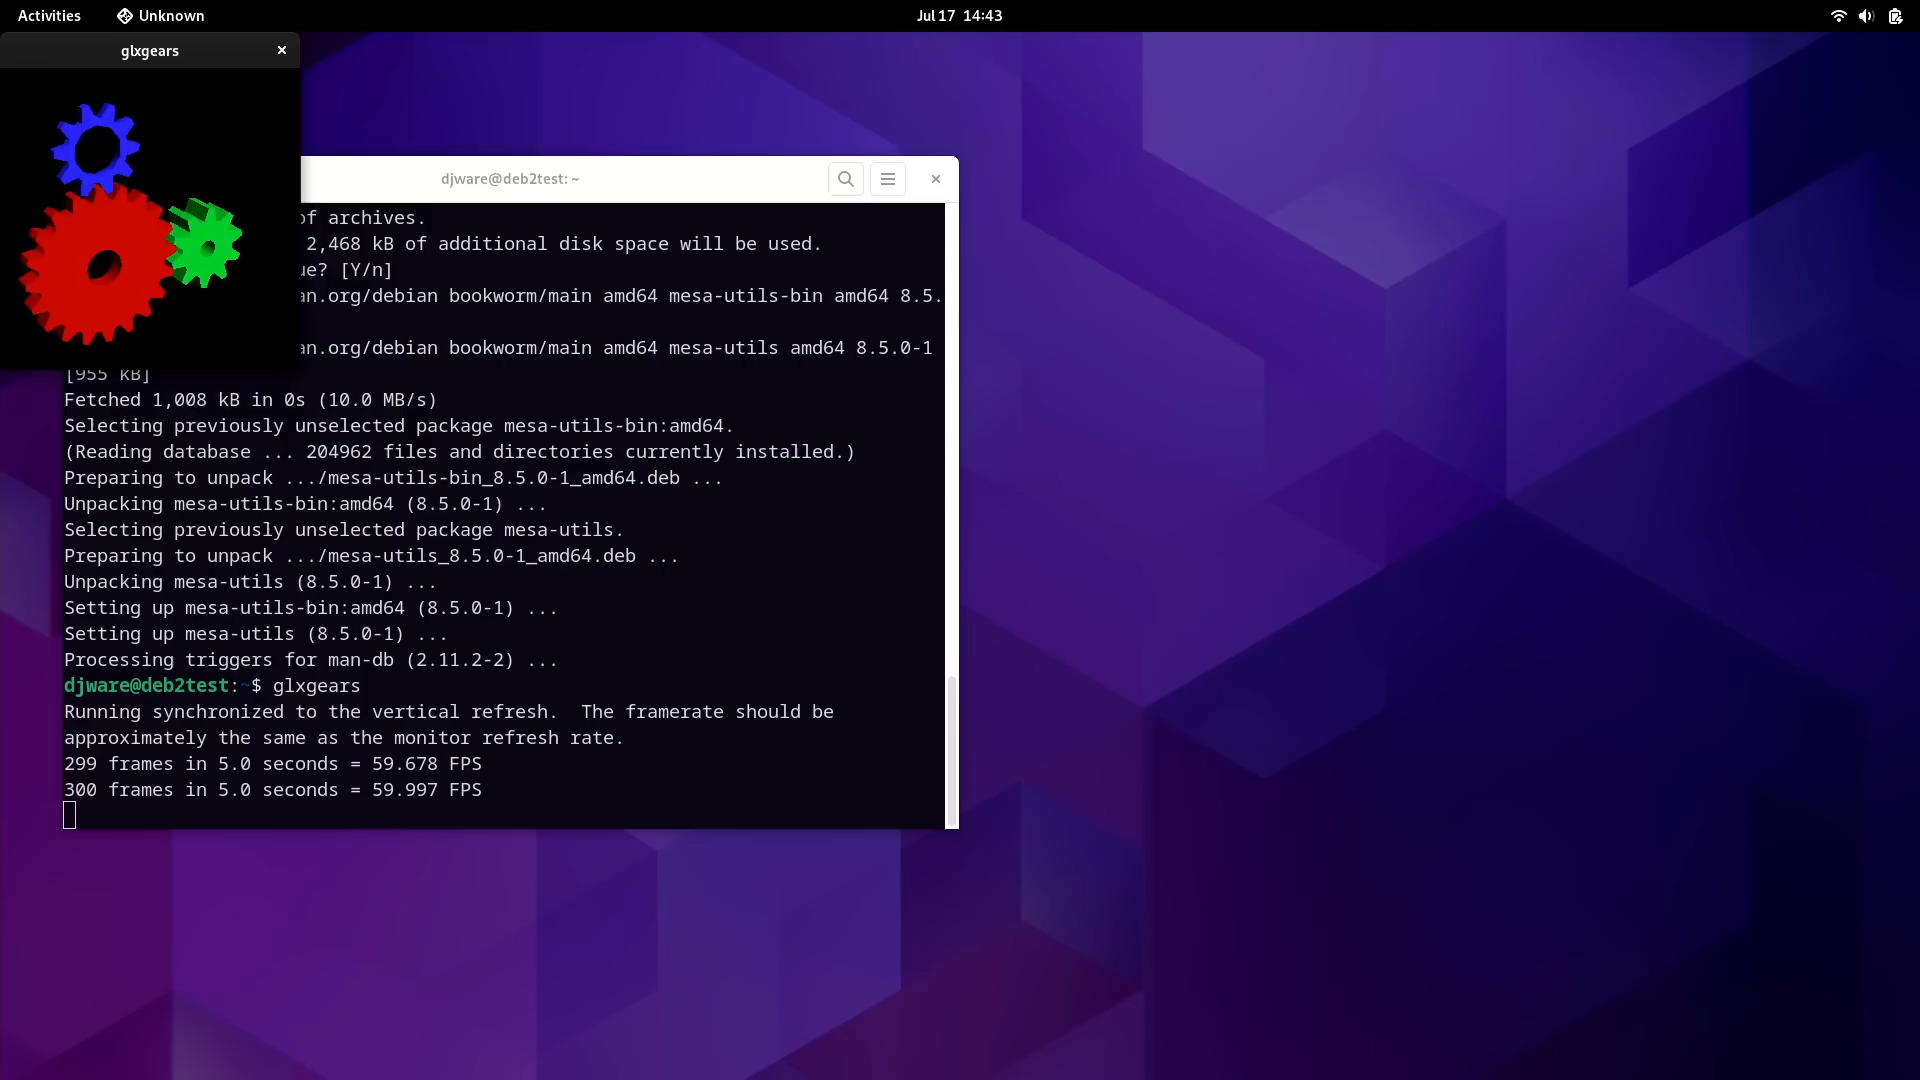 Activities
Unknown
Jul 17 14:43
glxgears
djware@deb2test: ~
of archives.
2,468 kB of additional disk space will be used.
ue? [Y/n]
an.org/debian bookworm/main amd64 mesa-utils-bin amd64 8.5.
an.org/debian bookworm/main amd64 mesa-utils amd64 8.5.0-1
[955 kB]
Fetched 1,008 kB in 0s (10.0 MB/s)
Selecting previously unselected package mesa-utils-bin:amd64.
(Reading database ... 204962 files and directories currently installed.)
Preparing to unpack .../mesa-utils-bin_8.5.0-1_amd64.deb ...
Unpacking mesa-utils-bin:amd64 (8.5.0-1) ...
Selecting previously unselected package mesa-utils.
Preparing to unpack .../mesa-utils_8.5.0-1_amd64.deb ...
Unpacking mesa-utils (8.5.0-1) ...
Setting up mesa-utils-bin:amd64 (8.5.0-1) ...
Setting up mesa-utils (8.5.0-1) ...
Processing triggers for man-db (2.11.2-2) ...
djware@deb2test:~$ glxgears
Running synchronized to the vertical refresh.  The framerate should be
approximately the same as the monitor refresh rate.
299 frames in 5.0 seconds = 59.678 FPS
300 frames in 5.0 seconds = 59.997 FPS